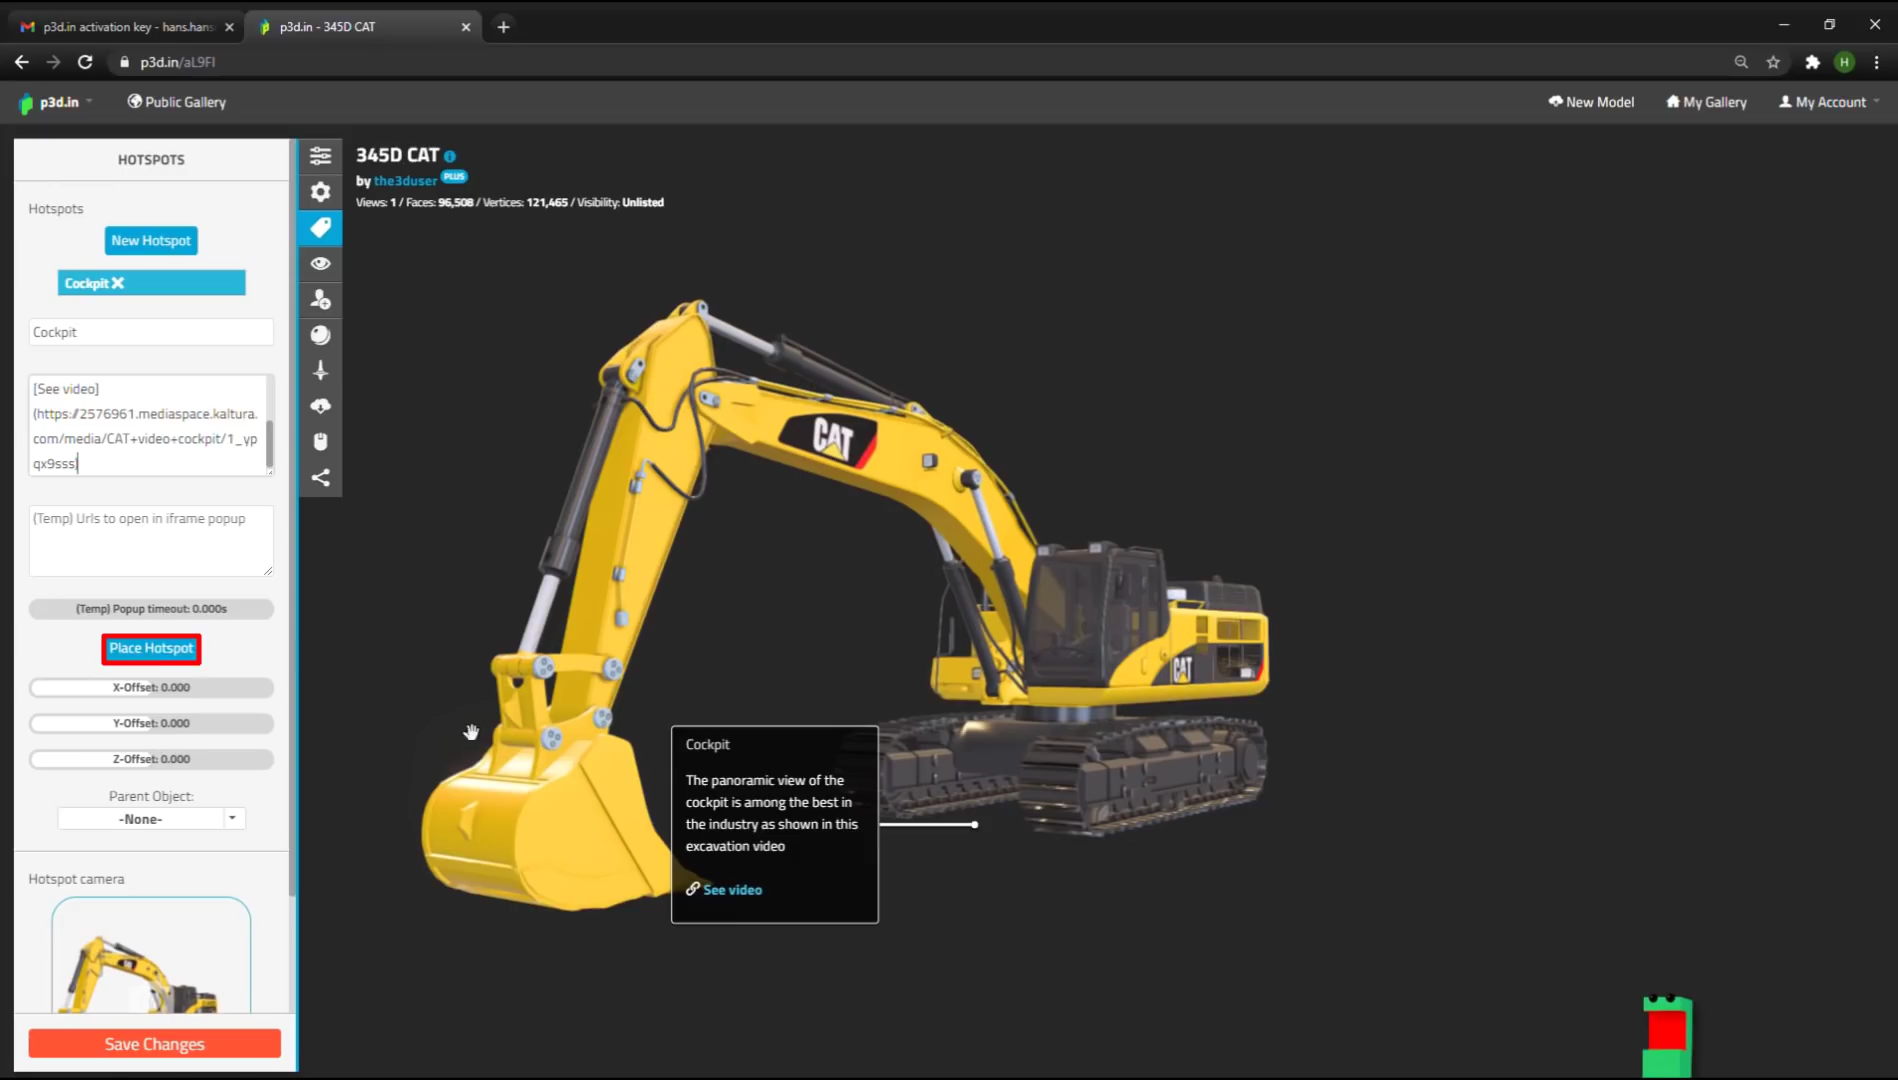 p3d.in activation key - hans.hans
p3d.in - 345D CAT
p3d.in/aL9FI
H
p3d.in
Public Gallery
New Model
My Gallery
My Account
HOTSPOTS
Hotspots
New Hotspot
Cockpit
Cockpit
[See video]
(https://2576961.mediaspace.kaltura.
com/media/CAT+video+cockpit/1_yp
qx9sss)
(Temp) Urls to open in iframe popup
(Temp) Popup timeout: 0.000s
Place Hotspot
X-Offset: 0.000
Y-Offset: 0.000
Z-Offset: 0.000
Parent Object:
-None-
Hotspot camera
Save Changes
345D CAT
by the3duser PLUS
Views: 1 / Faces: 96,508 / Vertices: 121,465 / Visibility: Unlisted
CAT
CAT
Cockpit
The panoramic view of the
cockpit is among the best in
the industry as shown in this
excavation video
See video